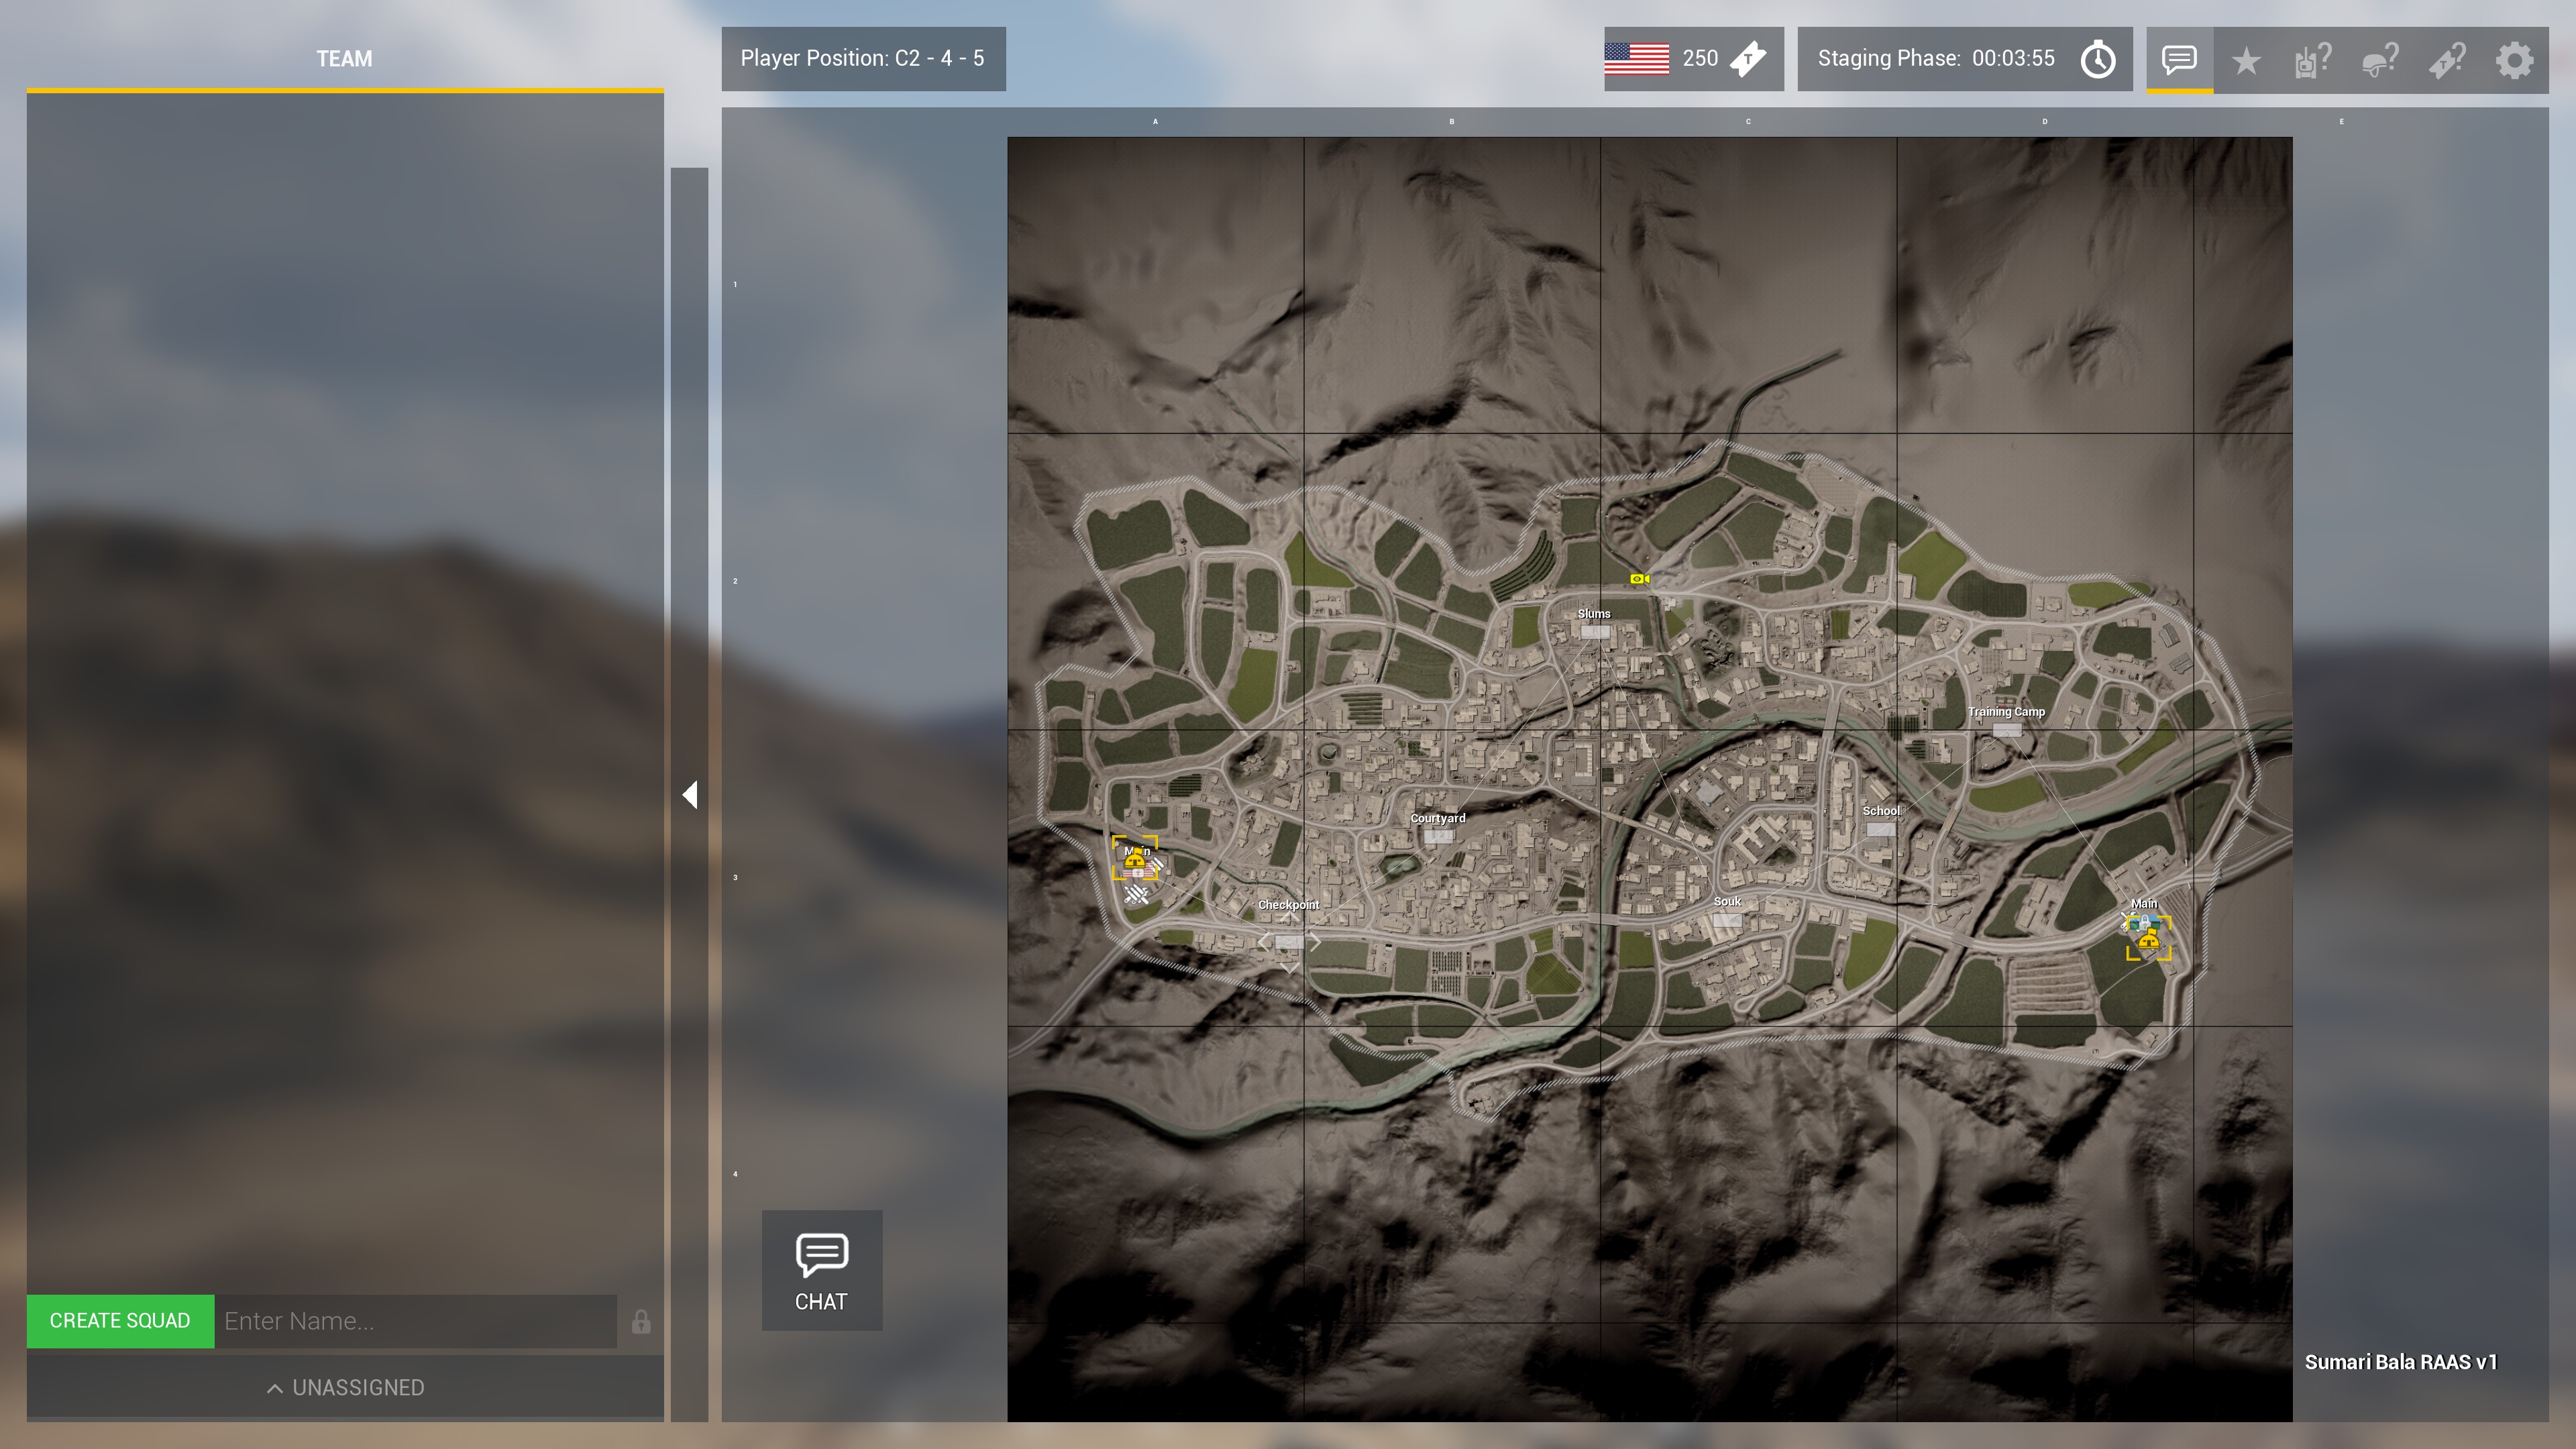 TEAM
Player Position: C2 - 4 - 5
250
T
Staging Phase: 00:03:55
?
?
T?
A
B
C
D
E
1
2
Slums
Training Camp
School
Courtyard
Main
3
Checkpoint
Souk
Main
4
CHAT
CREATE SQUAD
Enter Name...
UNASSIGNED
Sumari Bala RAAS v1